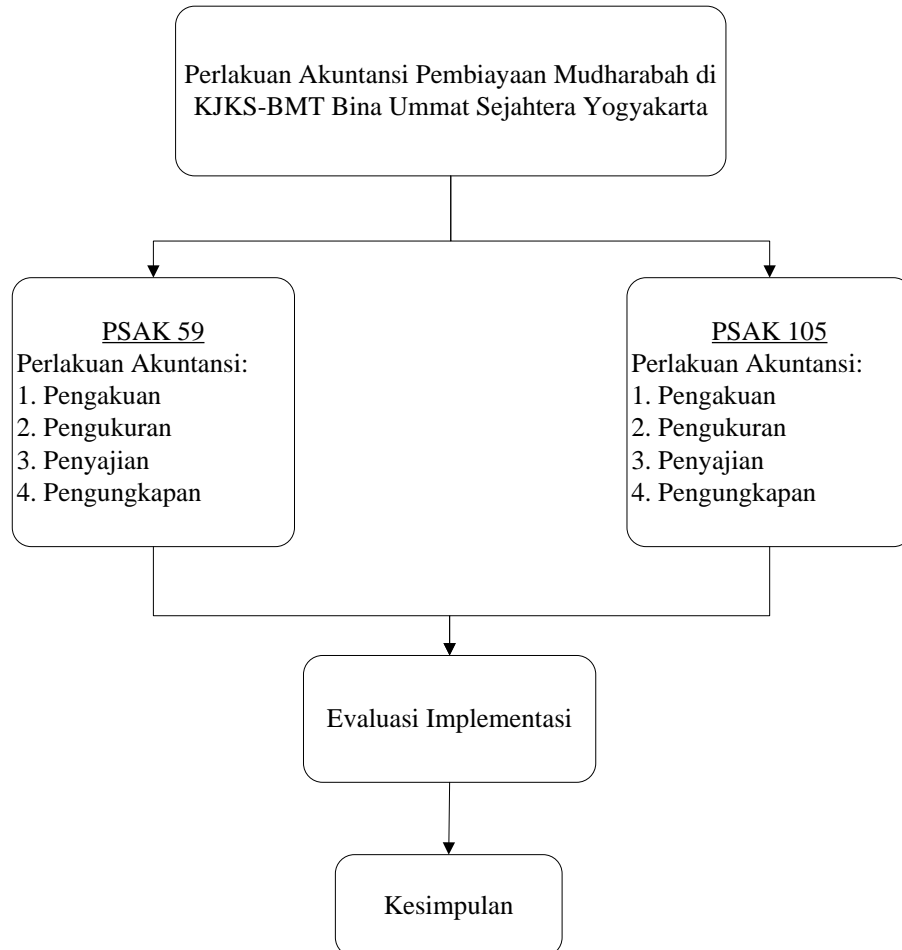 Perlakuan Akuntansi Pembiayaan Mudharabah di
KJKS-BMT Bina Ummat Sejahtera Yogyakarta
PSAK 59
Perlakuan Akuntansi:
1. Pengakuan
2. Pengukuran
3. Penyajian
4. Pengungkapan
PSAK 105
Perlakuan Akuntansi:
1. Pengakuan
2. Pengukuran
3. Penyajian
4. Pengungkapan
Evaluasi Implementasi
Kesimpulan